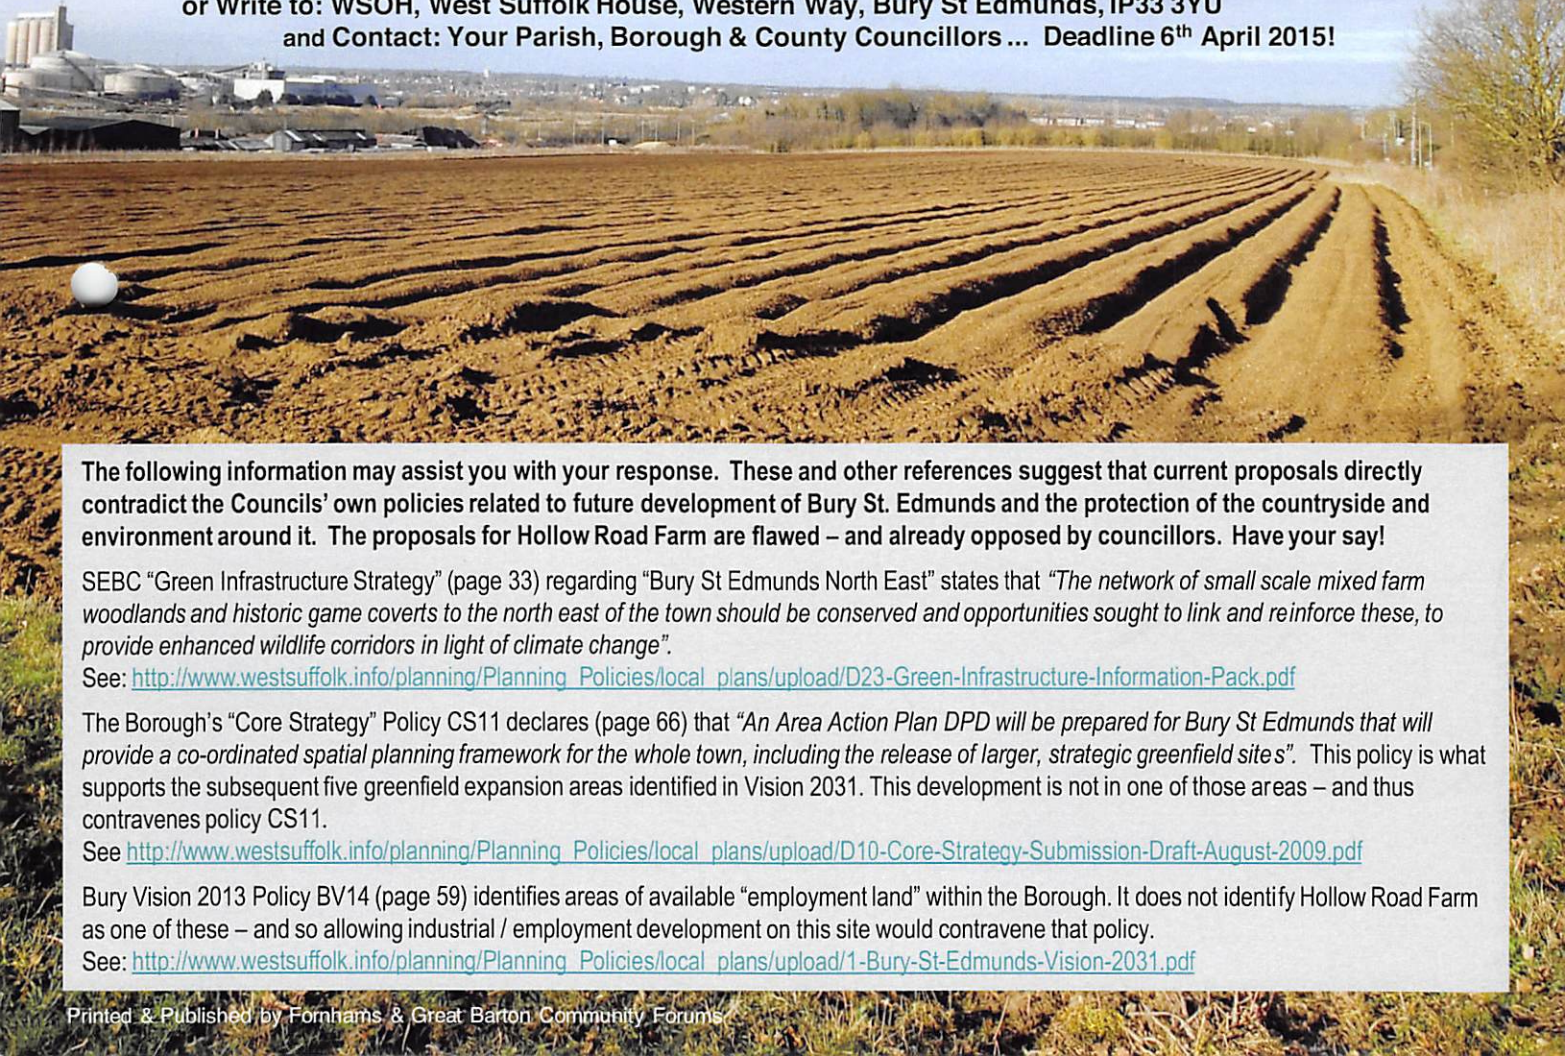 or Write to: WSOH, West Suffolk House, Western Way, Bury St Edmunds, IP33 3YU
and Contact: Your Parish, Borough & County Councillors ... Deadline 6th April 2015!
The following information may assist you with your response. These and other references suggest that current proposals directly
contradict the Councils' own policies related to future development of Bury St. Edmunds and the protection of the countryside and
environment around it. The proposals for Hollow Road Farm are flawed – and already opposed by councillors. Have your say!
SEBC “Green Infrastructure Strategy” (page 33) regarding “Bury St Edmunds North East” states that “The network of small scale mixed farm
woodlands and historic game coverts to the north east of the town should be conserved and opportunities sought to link and reinforce these, to
provide enhanced wildlife corridors in light of climate change”.
See: http://www.westsuffolk.info/planning/Planning_Policies/local_plans/upload/D23-Green-Infrastructure-Information-Pack.pdf
The Borough's “Core Strategy” Policy CS11 declares (page 66) that “An Area Action Plan DPD will be prepared for Bury St Edmunds that will
provide a co-ordinated spatial planning framework for the whole town, including the release of larger, strategic greenfield sites”. This policy is what
supports the subsequent five greenfield expansion areas identified in Vision 2031. This development is not in one of those areas – and thus
contravenes policy CS11.
See http://www.westsuffolk.info/planning/Planning_Policies/local_plans/upload/D10-Core-Strategy-Submission-Draft-August-2009.pdf
Bury Vision 2013 Policy BV14 (page 59) identifies areas of available “employment land” within the Borough. It does not identify Hollow Road Farm
as one of these – and so allowing industrial / employment development on this site would contravene that policy.
See: http://www.westsuffolk.info/planning/Planning_Policies/local_plans/upload/1-Bury-St-Edmunds-Vision-2031.pdf
Printed & Published by Fornhams & Great Barton Community Forums